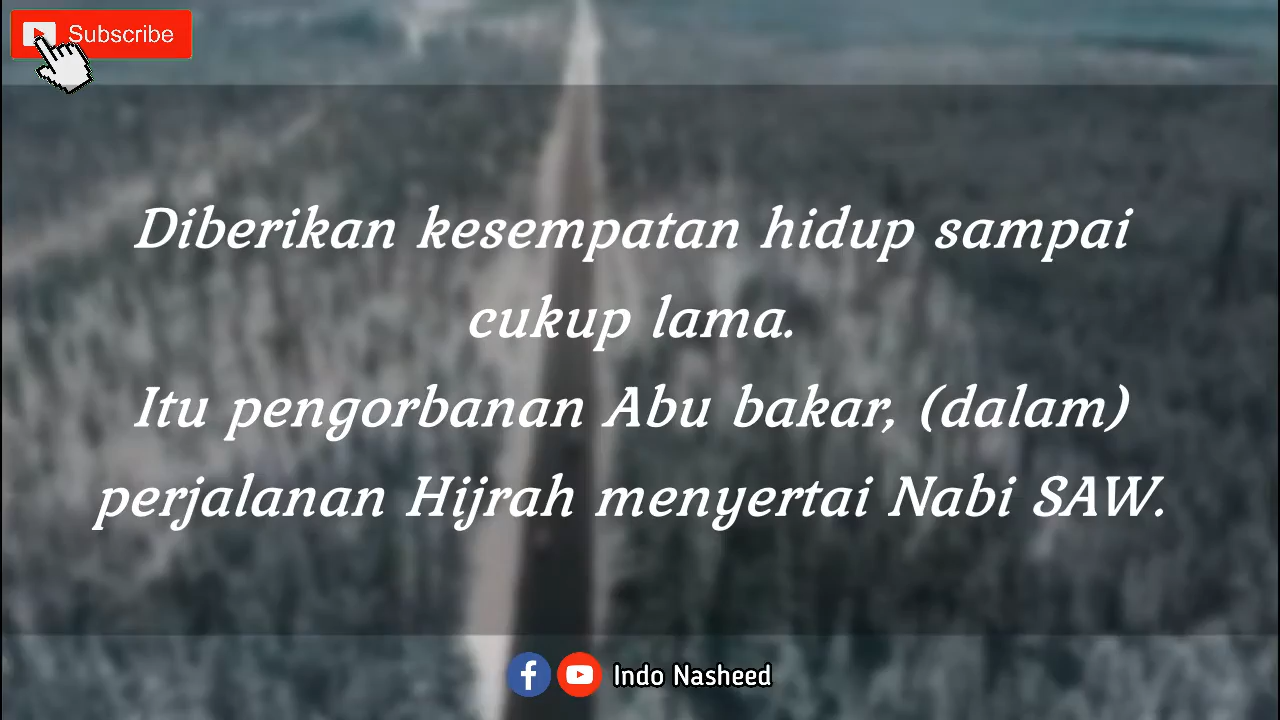 Subscribe
Diberikan kesempatan hidup sampai
cukup lama.
Itu pengorbanan Abu bakar, (dalam)
perjalanan Hijrah menyertai Nabi SAW.
Indo Nasheed